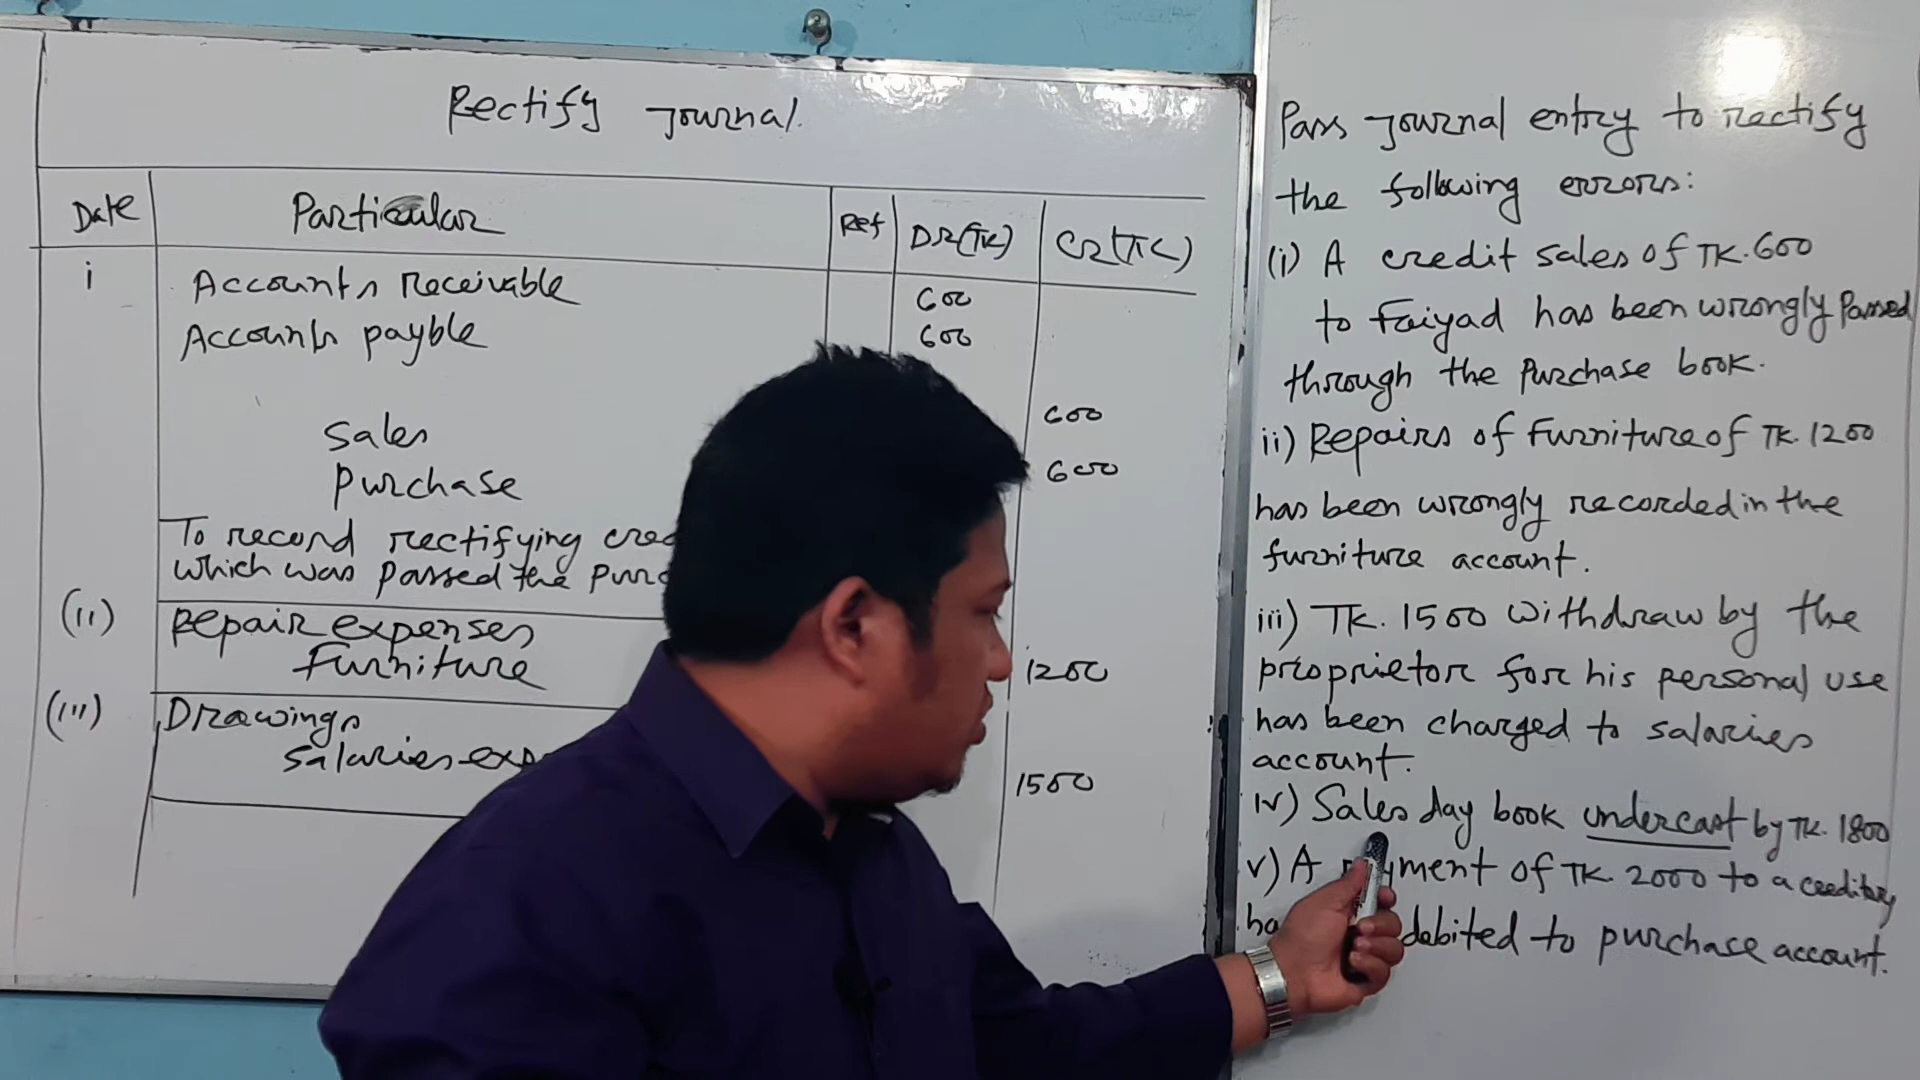 Rectify Journal.
Date Particular Ref DR(TK) CR(TK)
i Accounts Receivable 600
Accounts payble 600
Sales 600
Purchase 600
To record rectifying
which was passed the
(ii) Repair expenses
Furniture 1200
(iii) Drawings
Salaries 1500
Pass Journal entry to rectify
the following errors:
(i) A credit sales of TK. 600
to Faiyad has been wrongly Passed
through the Purchase book.
ii) Repairs of Furniture of TK. 1200
has been wrongly recorded in the
furniture account.
iii) TK. 1500 withdraw by the
proprietor for his personal use
has been charged to salaries
account.
iv) Sales day book undercast by TK. 1800
v) A of TK. 2000 to a
debited to purchase account.